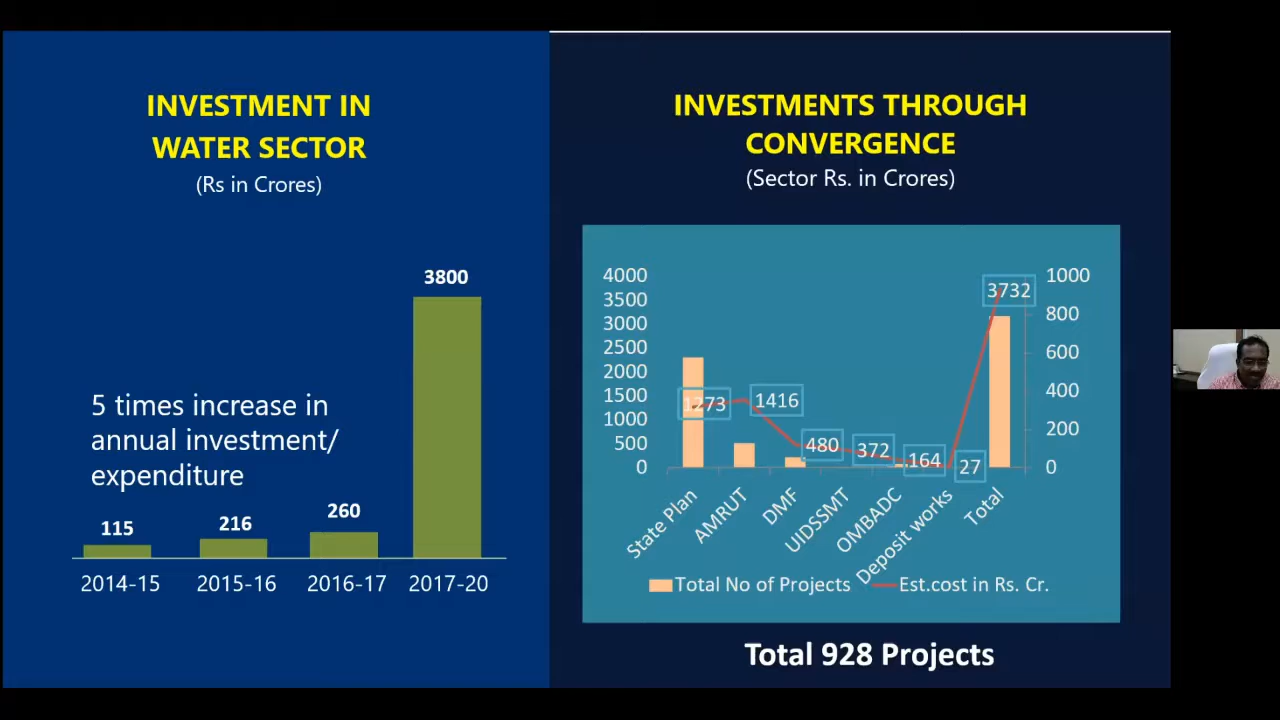 INVESTMENT IN
WATER SECTOR
(Rs in Crores)
3800
5 times increase in
annual investment/
expenditure
260
216
115
2014-15
2015-16
2016-17
2017-20
INVESTMENTS THROUGH
CONVERGENCE
(Sector Rs. in Crores)
4000
3500
3000
2500
2000
1500
1000
500
0
1273
1416
480
372
164
27
3732
1000
800
600
400
200
0
State Plan
AMRUT
DMF
UIDSSMT
OMBADC
Deposit works
Total
Total No of Projects
Est.cost in Rs. Cr.
Total 928 Projects